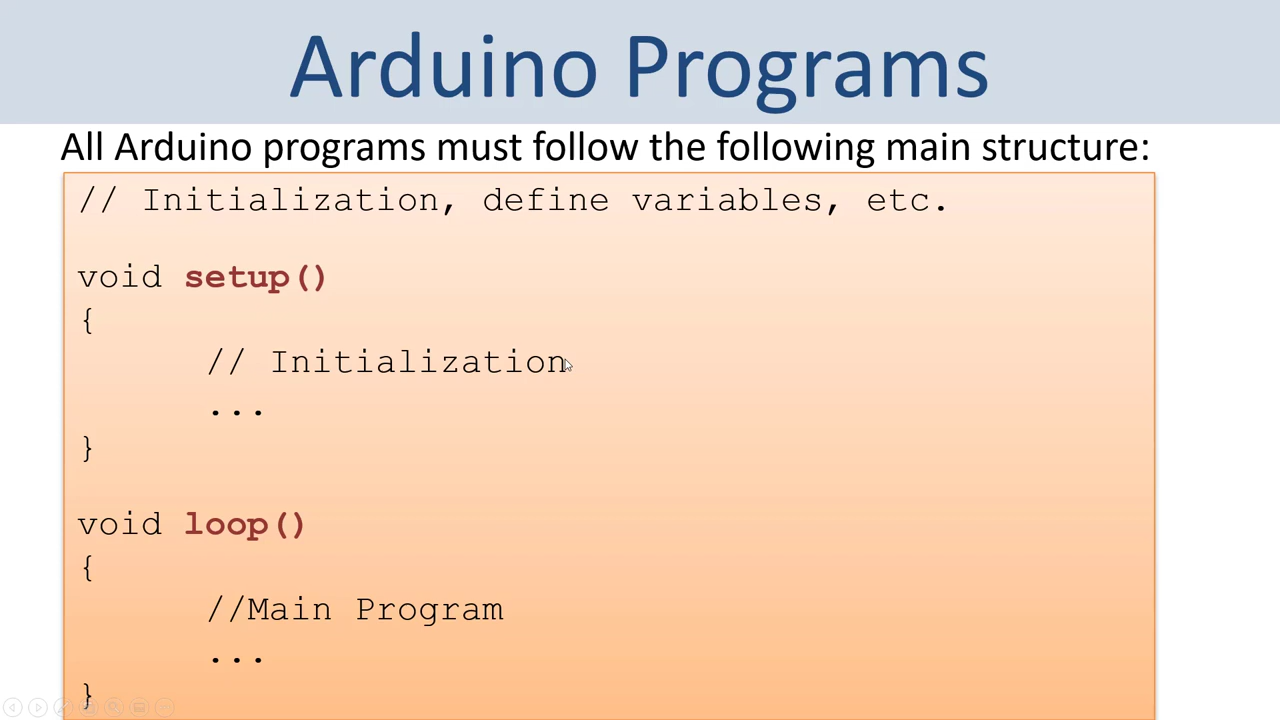 Arduino Programs
All Arduino programs must follow the following main structure:
// Initialization, define variables, etc.
void setup()
{
// Initialization
...
}
void loop()
{
//Main Program
...
}